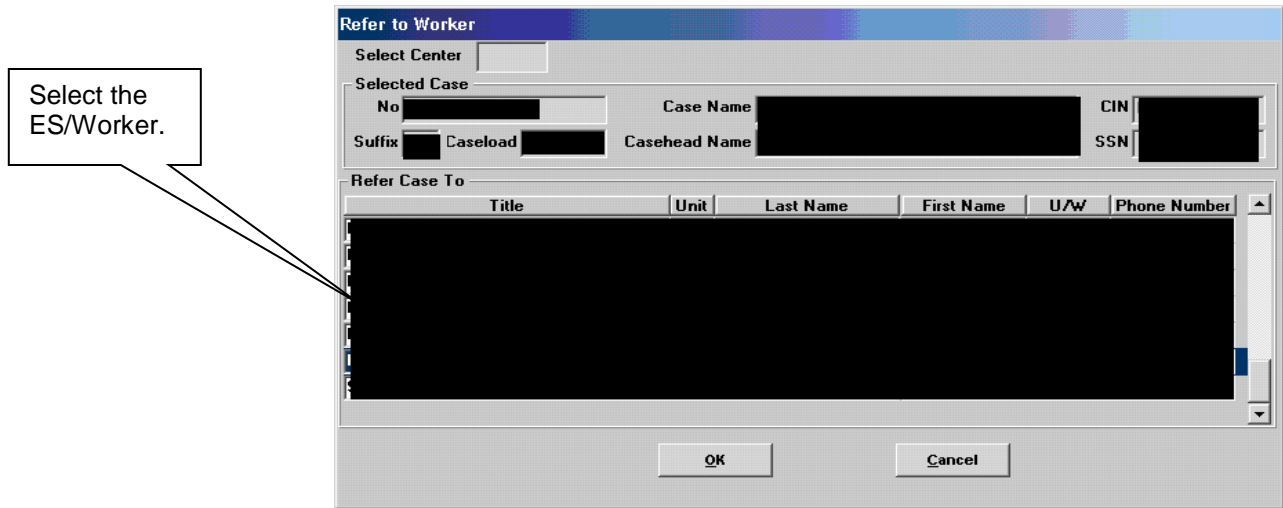 Refer to Worker
Select Center
Select the
ES/Worker.
Selected Case
No Case Name CIN
Suffix Caseload Casehead Name SSN
Refer Case To
Title Unit Last Name First Name U/W Phone Number
OK Cancel